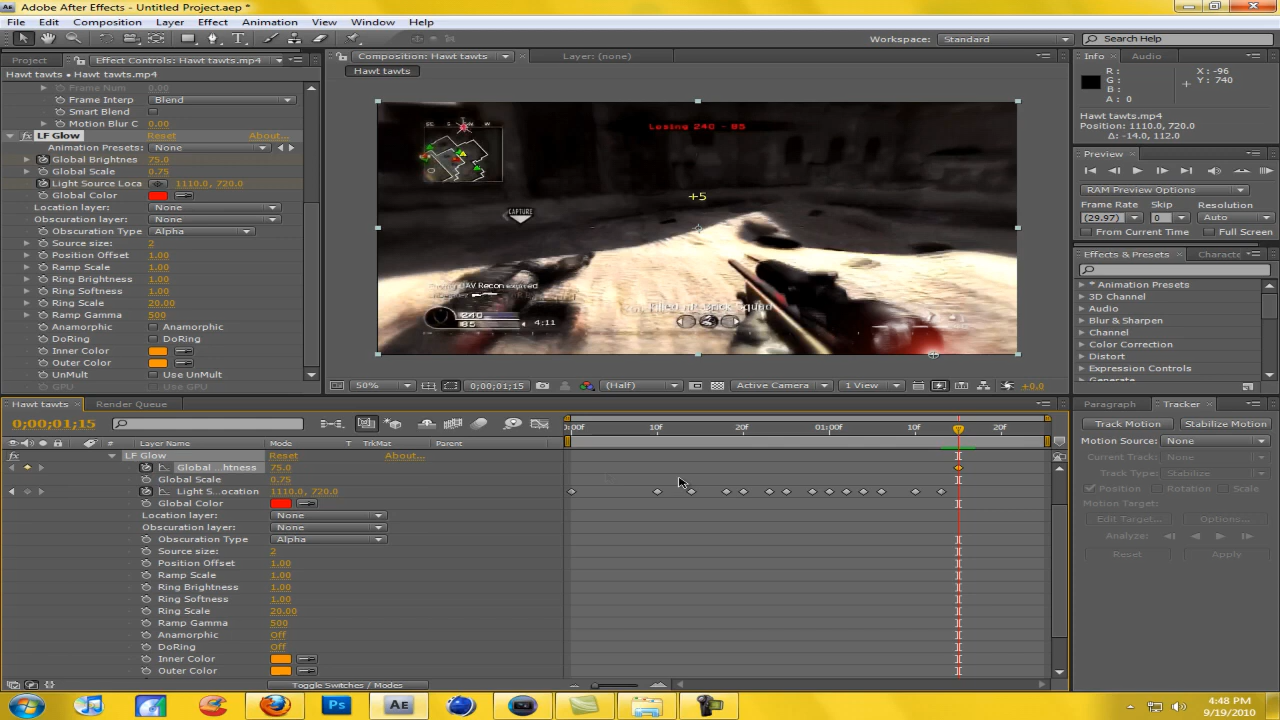 Adobe After Effects - Untitled Project.aep *
File Edit Composition Layer Effect Animation View Window Help
Workspace: Standard Search Help
Project Effect Controls: Hawt tawts.mp4
Hawt tawts • Hawt tawts.mp4
Frame Num 0.00
Frame Interp Blend
Smart Blend
Motion Blur C 0.00
fx LF Glow Reset About...
Animation Presets: None
Global Brightnes 75.0
Global Scale 0.75
Light Source Loca 1110.0, 720.0
Global Color
Location layer: None
Obscuration layer: None
Obscuration Type Alpha
Source size: 2
Position Offset 1.00
Ramp Scale 1.00
Ring Brightness 1.00
Ring Softness 1.00
Ring Scale 20.00
Ramp Gamma 500
Anamorphic Anamorphic
DoRing DoRing
Inner Color
Outer Color
UnMult Use UnMult
GPU Use GPU
Composition: Hawt tawts Layer: (none)
Hawt tawts
Losing 240 - 85
+5
CAPTURE
UAV Recon expired
240
85
4:11
50% 0;00;01;15 (Half) Active Camera 1 View +0.0
Info Audio
R : X : -96
G : Y : 740
B :
A : 0
Hawt tawts.mp4
Position: 1110.0, 720.0
Δ: -14.0, 112.0
Preview
RAM Preview Options
Frame Rate Skip Resolution
(29.97) 0 Auto
From Current Time Full Screen
Effects & Presets Characte
* Animation Presets
3D Channel
Audio
Blur & Sharpen
Channel
Color Correction
Distort
Expression Controls
Generate
Hawt tawts Render Queue
0;00;01;15
:00F 10F 20F 01:00F 10F 20F
# Layer Name Mode T TrkMat Parent
fx LF Glow Reset About...
Global ...htness 75.0
Global Scale 0.75
Light S...ocation 1110.0, 720.0
Global Color
Location layer: None
Obscuration layer: None
Obscuration Type Alpha
Source size: 2
Position Offset 1.00
Ramp Scale 1.00
Ring Brightness 1.00
Ring Softness 1.00
Ring Scale 20.00
Ramp Gamma 500
Anamorphic Off
DoRing Off
Inner Color
Outer Color
Toggle Switches / Modes
Paragraph Tracker
Track Motion Stabilize Motion
Motion Source: None
Current Track: None
Track Type: Stabilize
Position Rotation Scale
Motion Target:
Edit Target... Options...
Analyze:
Reset Apply
Ps Ae
4:48 PM
9/19/2010